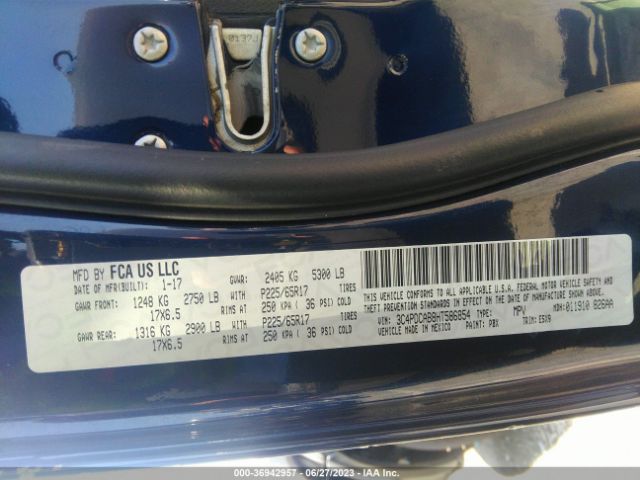 0137J
MFD BY FCA US LLC
DATE OF MFR(BUILT): 1-17 GVWR: 2405 KG 5300 LB
GAWR FRONT: 1248 KG 2750 LB WITH P225/65R17 TIRES
17X6.5 RIMS AT 250 KPA ( 36 PSI) COLD
GAWR REAR: 1316 KG 2900 LB WITH P225/65R17 TIRES
17X6.5 RIMS AT 250 KPA ( 36 PSI) COLD
THIS VEHICLE CONFORMS TO ALL APPLICABLE U.S.A. FEDERAL MOTOR VEHICLE SAFETY, BUMPER AND
THEFT PREVENTION STANDARDS IN EFFECT ON THE DATE OF MANUFACTURE SHOWN ABOVE.
VIN: 3C4PDCAB8HT586854 TYPE: MPV MDH: 011910 826AA
VEHICLE MADE IN MEXICO PAINT: PBX TRIM: E5X9
000-36942957 - 06/27/2023 - IAA Inc.